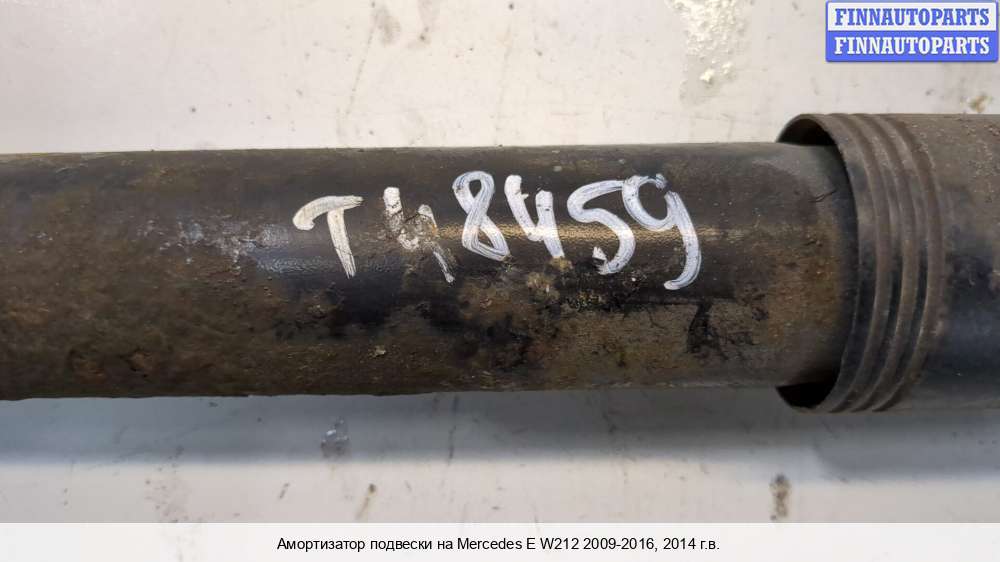 FINNAUTOPARTS
FINNAUTOPARTS
T48459
Амортизатор подвески на Mercedes E W212 2009-2016, 2014 г.в.